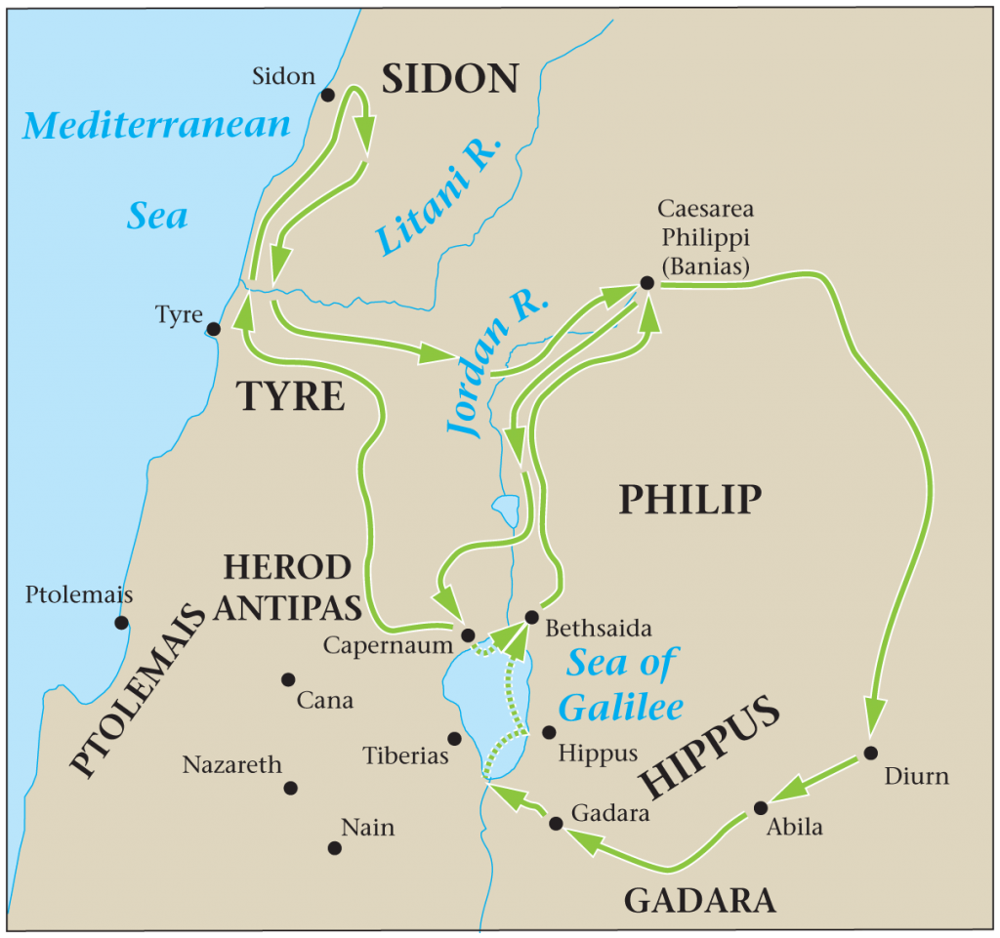 Sidon
SIDON
Mediterranean
Sea
Litani R.
Caesarea
Philippi
(Banias)
Tyre
Jordan R.
TYRE
PHILIP
HEROD
ANTIPAS
Ptolemais
PTOLEMAIS
Capernaum
Bethsaida
Sea of
Galilee
Cana
HIPPUS
Tiberias
Hippus
Nazareth
Diurn
Gadara
Abila
Nain
GADARA